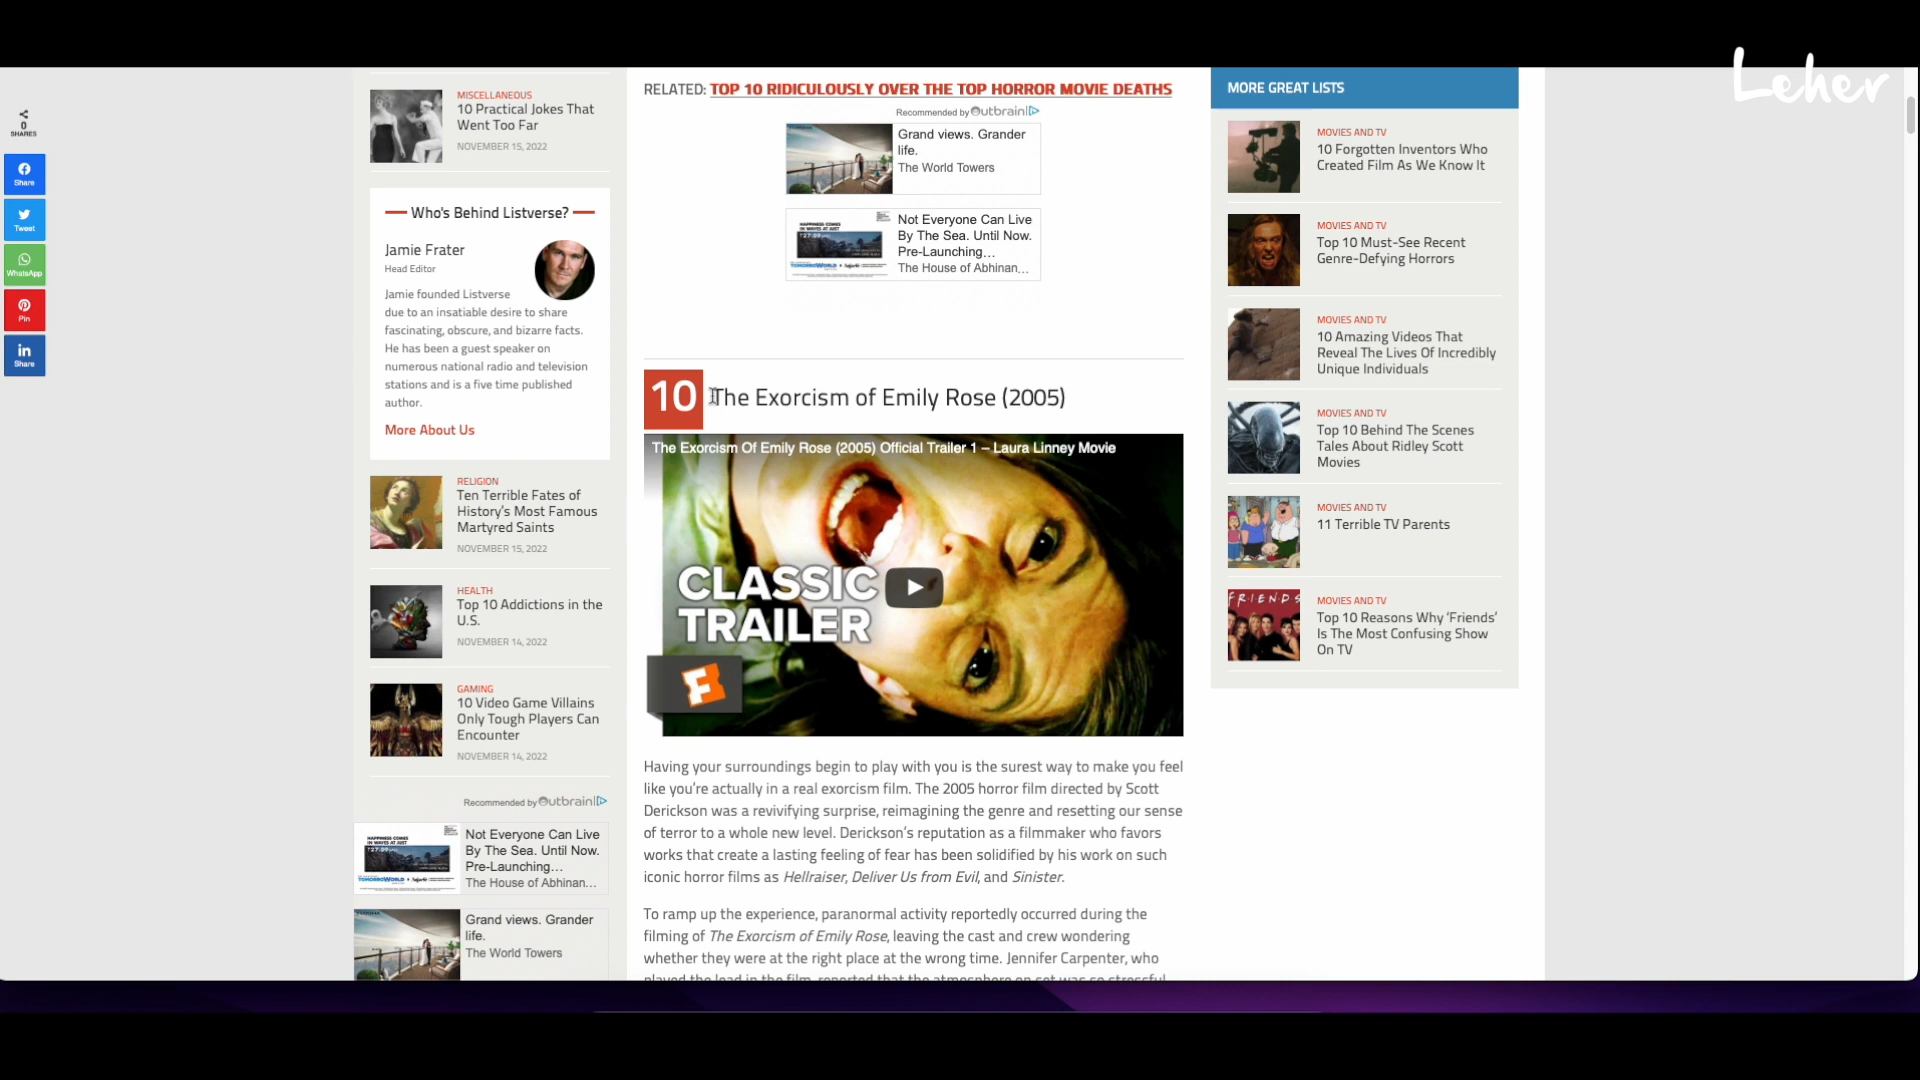 Leher
0
SHARES
Share
Tweet
WhatsApp
Pin
Share
MISCELLANEOUS
10 Practical Jokes That
Went Too Far
NOVEMBER 15, 2022
Who's Behind Listverse?
Jamie Frater
Head Editor
Jamie founded Listverse
due to an insatiable desire to share
fascinating, obscure, and bizarre facts.
He has been a guest speaker on
numerous national radio and television
stations and is a five time published
author.
More About Us
RELIGION
Ten Terrible Fates of
History's Most Famous
Martyred Saints
NOVEMBER 15, 2022
HEALTH
Top 10 Addictions in the
U.S.
NOVEMBER 14, 2022
GAMING
10 Video Game Villains
Only Tough Players Can
Encounter
NOVEMBER 14, 2022
Recommended by Outbrain
Not Everyone Can Live
By The Sea. Until Now.
Pre-Launching…
The House of Abhinan…
Grand views. Grander
life.
The World Towers
RELATED: TOP 10 RIDICULOUSLY OVER THE TOP HORROR MOVIE DEATHS
Recommended by Outbrain
Grand views. Grander
life.
The World Towers
Not Everyone Can Live
By The Sea. Until Now.
Pre-Launching…
The House of Abhinan…
10 The Exorcism of Emily Rose (2005)
The Exorcism Of Emily Rose (2005) Official Trailer 1 – Laura Linney Movie
CLASSIC
TRAILER
Having your surroundings begin to play with you is the surest way to make you feel
like you're actually in a real exorcism film. The 2005 horror film directed by Scott
Derickson was a revivifying surprise, reimagining the genre and resetting our sense
of terror to a whole new level. Derickson's reputation as a filmmaker who favors
works that create a lasting feeling of fear has been solidified by his work on such
iconic horror films as Hellraiser, Deliver Us from Evil, and Sinister.
To ramp up the experience, paranormal activity reportedly occurred during the
filming of The Exorcism of Emily Rose, leaving the cast and crew wondering
whether they were at the right place at the wrong time. Jennifer Carpenter, who
played the lead in the film, reported that the atmosphere on set was so stressful
MORE GREAT LISTS
MOVIES AND TV
10 Forgotten Inventors Who
Created Film As We Know It
MOVIES AND TV
Top 10 Must-See Recent
Genre-Defying Horrors
MOVIES AND TV
10 Amazing Videos That
Reveal The Lives Of Incredibly
Unique Individuals
MOVIES AND TV
Top 10 Behind The Scenes
Tales About Ridley Scott
Movies
MOVIES AND TV
11 Terrible TV Parents
FRIENDS
MOVIES AND TV
Top 10 Reasons Why 'Friends'
Is The Most Confusing Show
On TV